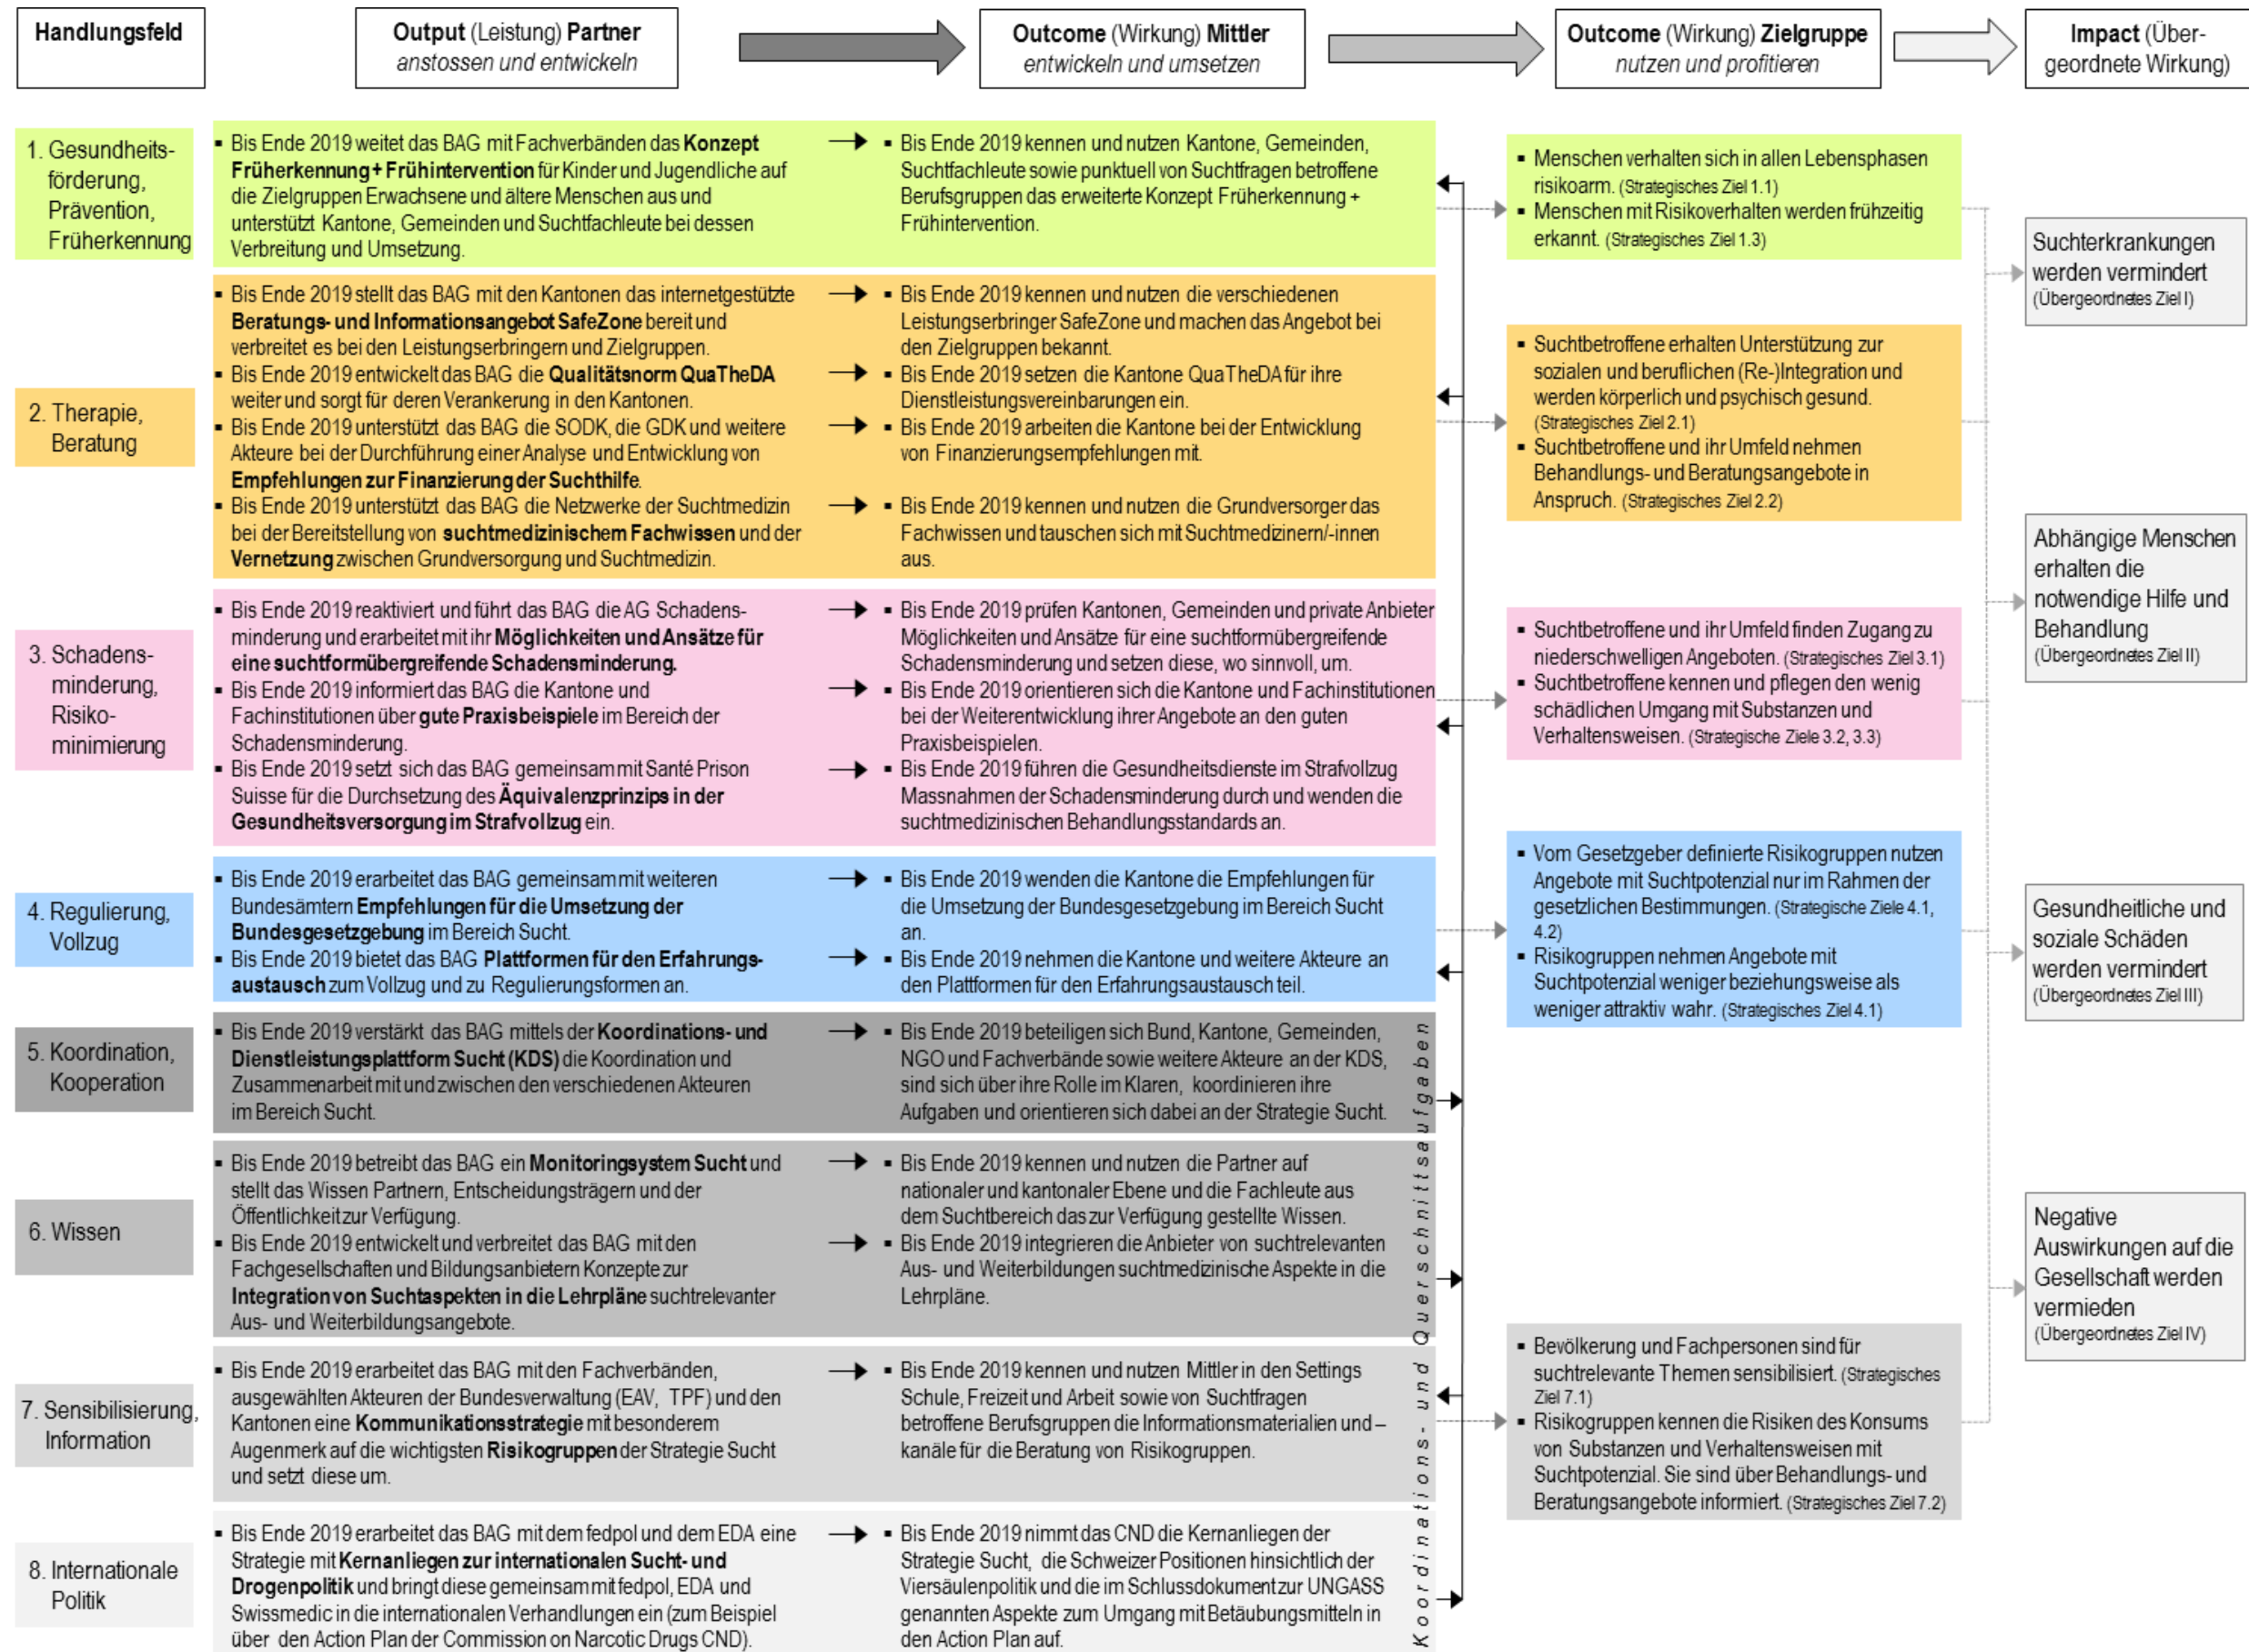 Handlungsfeld
Output (Leistung) Partner
anstossen und entwickeln
Outcome (Wirkung) Mittler
entwickeln und umsetzen
Outcome (Wirkung) Zielgruppe
nutzen und profitieren
Impact (Über-
geordnete Wirkung)
1. Gesundheits-
förderung,
Prävention,
Früherkennung
▪ Bis Ende 2019 weitet das BAG mit Fachverbänden das Konzept
Früherkennung + Frühintervention für Kinder und Jugendliche auf
die Zielgruppen Erwachsene und ältere Menschen aus und
unterstützt Kantone, Gemeinden und Suchtfachleute bei dessen
Verbreitung und Umsetzung.
▪ Bis Ende 2019 kennen und nutzen Kantone, Gemeinden,
Suchtfachleute sowie punktuell von Suchtfragen betroffene
Berufsgruppen das erweiterte Konzept Früherkennung +
Frühintervention.
▪ Menschen verhalten sich in allen Lebensphasen
risikoarm. (Strategisches Ziel 1.1)
▪ Menschen mit Risikoverhalten werden frühzeitig
erkannt. (Strategisches Ziel 1.3)
2. Therapie,
Beratung
▪ Bis Ende 2019 stellt das BAG mit den Kantonen das internetgestützte
Beratungs- und Informationsangebot SafeZone bereit und
verbreitet es bei den Leistungserbringern und Zielgruppen.
▪ Bis Ende 2019 entwickelt das BAG die Qualitätsnorm QuaTheDA
weiter und sorgt für deren Verankerung in den Kantonen.
▪ Bis Ende 2019 unterstützt das BAG die SODK, die GDK und weitere
Akteure bei der Durchführung einer Analyse und Entwicklung von
Empfehlungen zur Finanzierung der Suchthilfe.
▪ Bis Ende 2019 unterstützt das BAG die Netzwerke der Suchtmedizin
bei der Bereitstellung von suchtmedizinischem Fachwissen und der
Vernetzung zwischen Grundversorgung und Suchtmedizin.
▪ Bis Ende 2019 kennen und nutzen die verschiedenen
Leistungserbringer SafeZone und machen das Angebot bei
den Zielgruppen bekannt.
▪ Bis Ende 2019 setzen die Kantone QuaTheDA für ihre
Dienstleistungsvereinbarungen ein.
▪ Bis Ende 2019 arbeiten die Kantone bei der Entwicklung
von Finanzierungsempfehlungen mit.
▪ Bis Ende 2019 kennen und nutzen die Grundversorger das
Fachwissen und tauschen sich mit Suchtmedizinern/-innen
aus.
▪ Suchtbetroffene erhalten Unterstützung zur
sozialen und beruflichen (Re-)Integration und
werden körperlich und psychisch gesund.
(Strategisches Ziel 2.1)
▪ Suchtbetroffene und ihr Umfeld nehmen
Behandlungs- und Beratungsangebote in
Anspruch. (Strategisches Ziel 2.2)
3. Schadens-
minderung,
Risiko-
minimierung
▪ Bis Ende 2019 reaktiviert und führt das BAG die AG Schadens-
minderung und erarbeitet mit ihr Möglichkeiten und Ansätze für
eine suchtformübergreifende Schadensminderung.
▪ Bis Ende 2019 informiert das BAG die Kantone und
Fachinstitutionen über gute Praxisbeispiele im Bereich der
Schadensminderung.
▪ Bis Ende 2019 setzt sich das BAG gemeinsam mit Santé Prison
Suisse für die Durchsetzung des Äquivalenzprinzips in der
Gesundheitsversorgung im Strafvollzug ein.
▪ Bis Ende 2019 prüfen Kantonen, Gemeinden und private Anbieter
Möglichkeiten und Ansätze für eine suchtformübergreifende
Schadensminderung und setzen diese, wo sinnvoll, um.
▪ Bis Ende 2019 orientieren sich die Kantone und Fachinstitutionen
bei der Weiterentwicklung ihrer Angebote an den guten
Praxisbeispielen.
▪ Bis Ende 2019 führen die Gesundheitsdienste im Strafvollzug
Massnahmen der Schadensminderung durch und wenden die
suchtmedizinischen Behandlungsstandards an.
▪ Suchtbetroffene und ihr Umfeld finden Zugang zu
niederschwelligen Angeboten. (Strategisches Ziel 3.1)
▪ Suchtbetroffene kennen und pflegen den wenig
schädlichen Umgang mit Substanzen und
Verhaltensweisen. (Strategische Ziele 3.2, 3.3)
4. Regulierung,
Vollzug
▪ Bis Ende 2019 erarbeitet das BAG gemeinsam mit weiteren
Bundesämtern Empfehlungen für die Umsetzung der
Bundesgesetzgebung im Bereich Sucht.
▪ Bis Ende 2019 bietet das BAG Plattformen für den Erfahrungs-
austausch zum Vollzug und zu Regulierungsformen an.
▪ Bis Ende 2019 wenden die Kantone die Empfehlungen für
die Umsetzung der Bundesgesetzgebung im Bereich Sucht
an.
▪ Bis Ende 2019 nehmen die Kantone und weitere Akteure an
den Plattformen für den Erfahrungsaustausch teil.
▪ Vom Gesetzgeber definierte Risikogruppen nutzen
Angebote mit Suchtpotenzial nur im Rahmen der
gesetzlichen Bestimmungen. (Strategische Ziele 4.1,
4.2)
▪ Risikogruppen nehmen Angebote mit
Suchtpotenzial weniger beziehungsweise als
weniger attraktiv wahr. (Strategisches Ziel 4.1)
5. Koordination,
Kooperation
▪ Bis Ende 2019 verstärkt das BAG mittels der Koordinations- und
Dienstleistungsplattform Sucht (KDS) die Koordination und
Zusammenarbeit mit und zwischen den verschiedenen Akteuren
im Bereich Sucht.
▪ Bis Ende 2019 beteiligen sich Bund, Kantone, Gemeinden,
NGO und Fachverbände sowie weitere Akteure an der KDS,
sind sich über ihre Rolle im Klaren, koordinieren ihre
Aufgaben und orientieren sich dabei an der Strategie Sucht.
6. Wissen
▪ Bis Ende 2019 betreibt das BAG ein Monitoringsystem Sucht und
stellt das Wissen Partnern, Entscheidungsträgern und der
Öffentlichkeit zur Verfügung.
▪ Bis Ende 2019 entwickelt und verbreitet das BAG mit den
Fachgesellschaften und Bildungsanbietern Konzepte zur
Integration von Suchtaspekten in die Lehrpläne suchtrelevanter
Aus- und Weiterbildungsangebote.
▪ Bis Ende 2019 kennen und nutzen die Partner auf
nationaler und kantonaler Ebene und die Fachleute aus
dem Suchtbereich das zur Verfügung gestellte Wissen.
▪ Bis Ende 2019 integrieren die Anbieter von suchtrelevanten
Aus- und Weiterbildungen suchtmedizinische Aspekte in die
Lehrpläne.
7. Sensibilisierung,
Information
▪ Bis Ende 2019 erarbeitet das BAG mit den Fachverbänden,
ausgewählten Akteuren der Bundesverwaltung (EAV, TPF) und den
Kantonen eine Kommunikationsstrategie mit besonderem
Augenmerk auf die wichtigsten Risikogruppen der Strategie Sucht
und setzt diese um.
▪ Bis Ende 2019 kennen und nutzen Mittler in den Settings
Schule, Freizeit und Arbeit sowie von Suchtfragen
betroffene Berufsgruppen die Informationsmaterialien und –
kanäle für die Beratung von Risikogruppen.
▪ Bevölkerung und Fachpersonen sind für
suchtrelevante Themen sensibilisiert. (Strategisches
Ziel 7.1)
▪ Risikogruppen kennen die Risiken des Konsums
von Substanzen und Verhaltensweisen mit
Suchtpotenzial. Sie sind über Behandlungs- und
Beratungsangebote informiert. (Strategisches Ziel 7.2)
8. Internationale
Politik
▪ Bis Ende 2019 erarbeitet das BAG mit dem fedpol und dem EDA eine
Strategie mit Kernanliegen zur internationalen Sucht- und
Drogenpolitik und bringt diese gemeinsam mit fedpol, EDA und
Swissmedic in die internationalen Verhandlungen ein (zum Beispiel
über den Action Plan der Commission on Narcotic Drugs CND).
▪ Bis Ende 2019 nimmt das CND die Kernanliegen der
Strategie Sucht, die Schweizer Positionen hinsichtlich der
Viersäulenpolitik und die im Schlussdokument zur UNGASS
genannten Aspekte zum Umgang mit Betäubungsmitteln in
den Action Plan auf.
Koordinations- und Querschnittsaufgaben
Suchterkrankungen
werden vermindert
(Übergeordnetes Ziel I)
Abhängige Menschen
erhalten die
notwendige Hilfe und
Behandlung
(Übergeordnetes Ziel II)
Gesundheitliche und
soziale Schäden
werden vermindert
(Übergeordnetes Ziel III)
Negative
Auswirkungen auf die
Gesellschaft werden
vermieden
(Übergeordnetes Ziel IV)